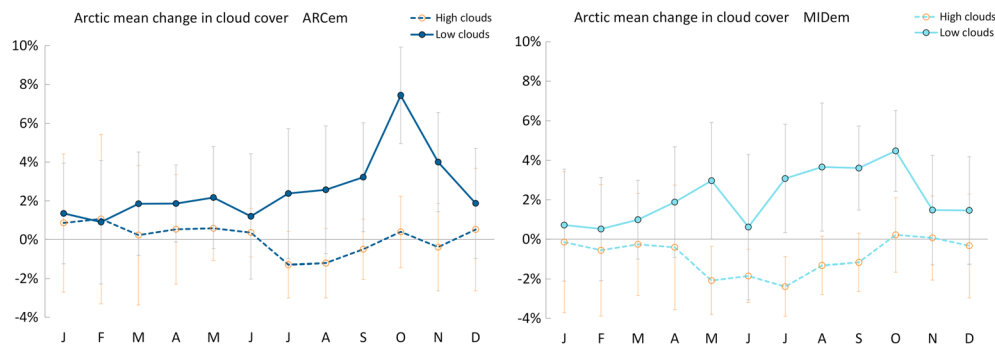 Arctic mean change in cloud cover ARCem
High clouds
Low clouds
10%
8%
6%
4%
2%
0%
-2%
-4%
J F M A M J J A S O N D
Arctic mean change in cloud cover MIDem
High clouds
Low clouds
10%
8%
6%
4%
2%
0%
-2%
-4%
J F M A M J J A S O N D